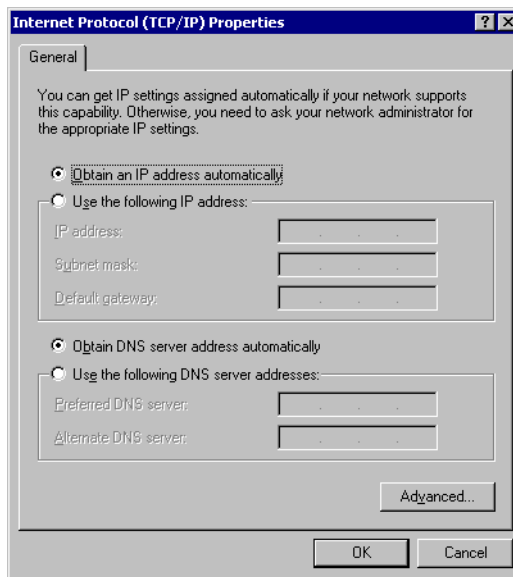 Internet Protocol (TCP/IP) Properties
General
You can get IP settings assigned automatically if your network supports
this capability. Otherwise, you need to ask your network administrator for
the appropriate IP settings.
Obtain an IP address automatically
Use the following IP address:
IP address:
Subnet mask:
Default gateway:
Obtain DNS server address automatically
Use the following DNS server addresses:
Preferred DNS server:
Alternate DNS server:
Advanced...
OK Cancel